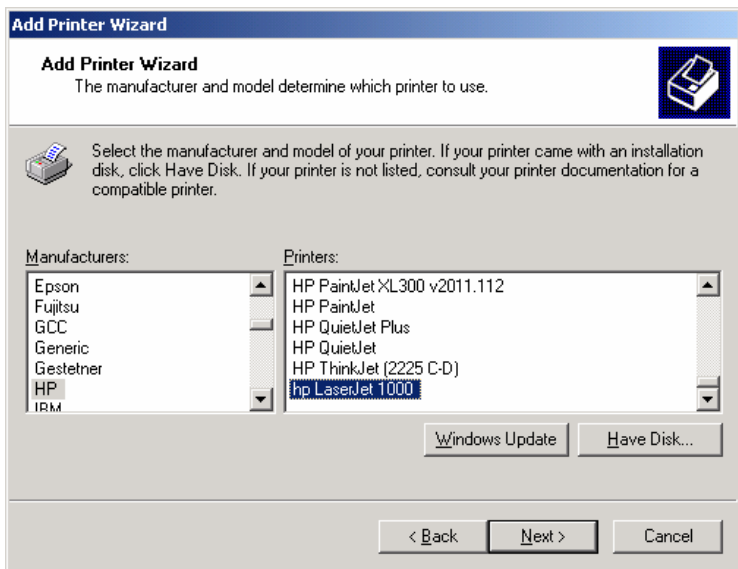 Add Printer Wizard
Add Printer Wizard
The manufacturer and model determine which printer to use.
Select the manufacturer and model of your printer. If your printer came with an installation
disk, click Have Disk. If your printer is not listed, consult your printer documentation for a
compatible printer.
Manufacturers:
Epson
Fujitsu
GCC
Generic
Gestetner
HP
IBM
Printers:
HP PaintJet XL300 v2011.112
HP PaintJet
HP QuietJet Plus
HP QuietJet
HP ThinkJet (2225 C-D)
hp LaserJet 1000
Windows Update
Have Disk...
< Back
Next >
Cancel